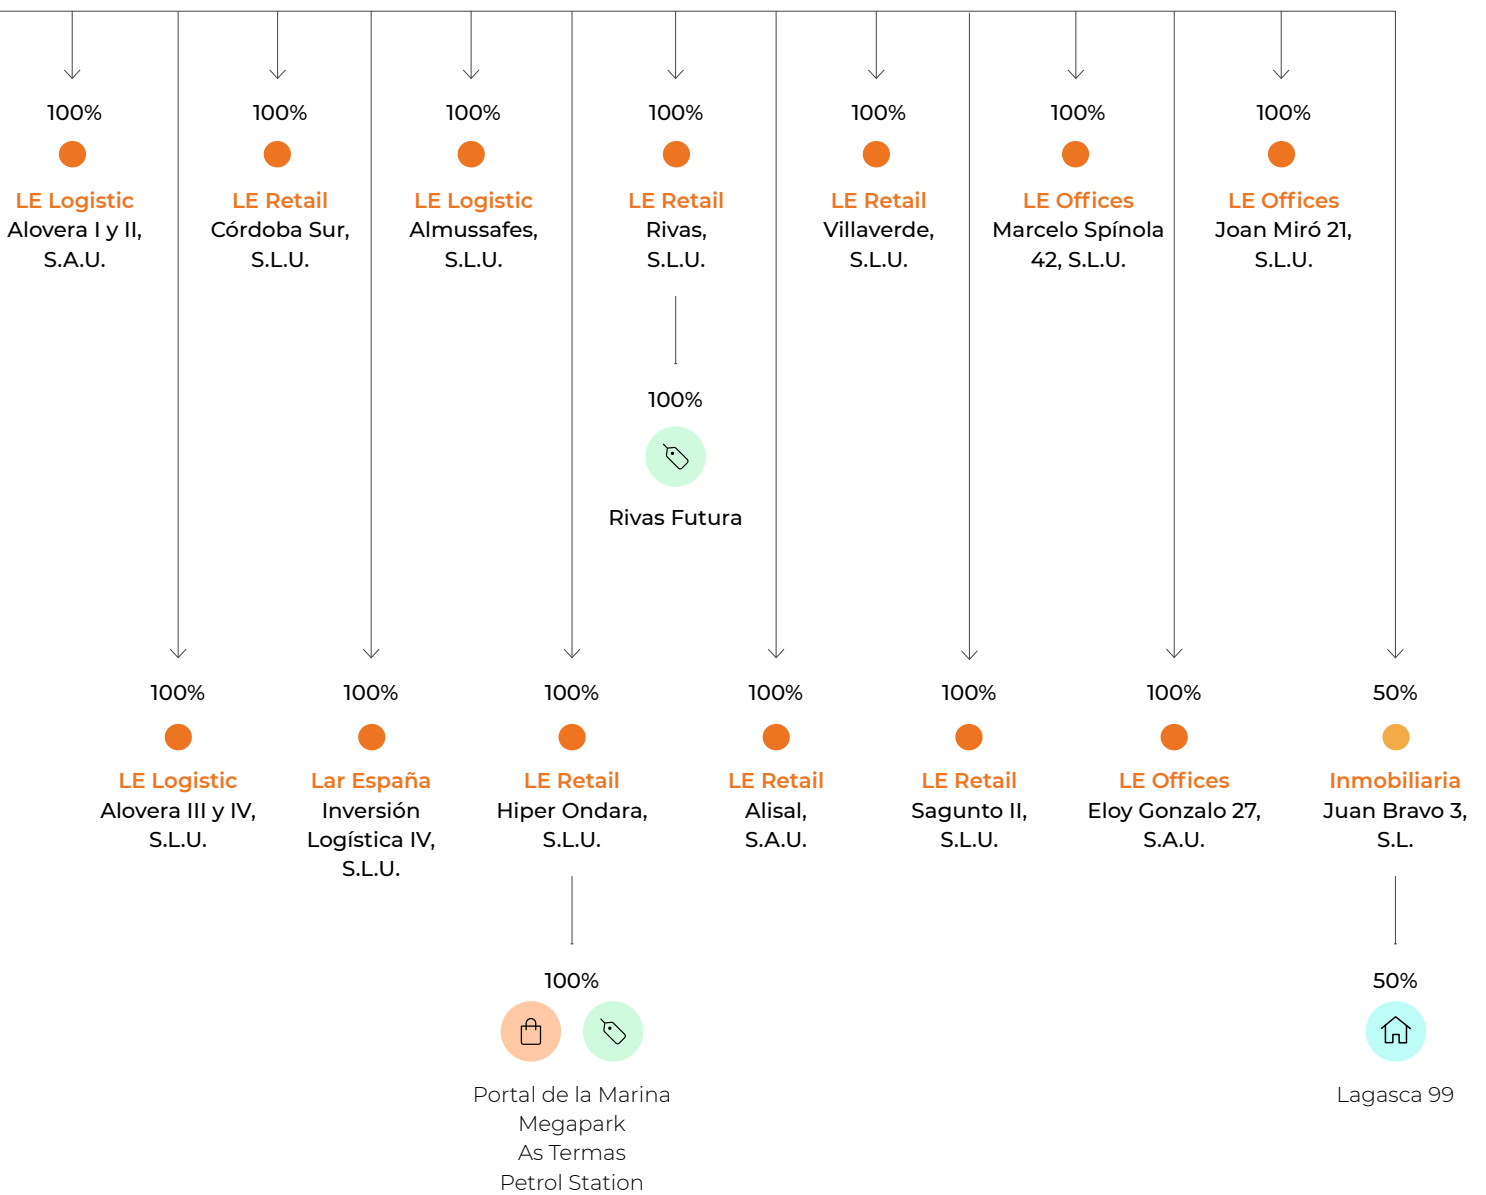 100%
LE Logistic
Alovera I y II,
S.A.U.
100%
LE Retail
Córdoba Sur,
S.L.U.
100%
LE Logistic
Almussafes,
S.L.U.
100%
LE Retail
Rivas,
S.L.U.
100%
Rivas Futura
100%
LE Retail
Villaverde,
S.L.U.
100%
LE Offices
Marcelo Spínola
42, S.L.U.
100%
LE Offices
Joan Miró 21,
S.L.U.
100%
LE Logistic
Alovera III y IV,
S.L.U.
100%
Lar España
Inversión
Logística IV,
S.L.U.
100%
LE Retail
Hiper Ondara,
S.L.U.
100%
Portal de la Marina
Megapark
As Termas
Petrol Station
100%
LE Retail
Alisal,
S.A.U.
100%
LE Retail
Sagunto II,
S.L.U.
100%
LE Offices
Eloy Gonzalo 27,
S.A.U.
50%
Inmobiliaria
Juan Bravo 3,
S.L.
50%
Lagasca 99